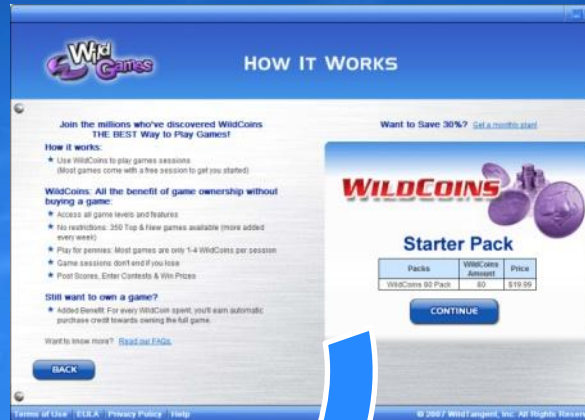 Wild
Games
HOW IT WORKS
Join the millions who've discovered WildCoins
THE BEST Way to Play Games!
How it works:
Use WildCoins to play games sessions
(Most games come with a free session to get you started)
WildCoins: All the benefit of game ownership without
buying a game:
Access all game levels and features
No restrictions: 350 Top & New games available (more added
every week)
Play for pennies: Most games are only 1-4 WildCoins per session
Game sessions don't end if you lose
Post Scores, Enter Contests & Win Prizes
Still want to own a game?
Added Benefit: For every WildCoin spent, you'll earn automatic
purchase credit towards owning the full game.
Want to know more? Read our FAQs.
BACK
Want to Save 30%? Get a monthly plan!
WILDCOINS
Starter Pack
Packs WildCoins Amount Price
WildCoins 80 Pack 80 $19.99
CONTINUE
Terms of Use EULA Privacy Policy Help
© 2007 WildTangent, Inc. All Rights